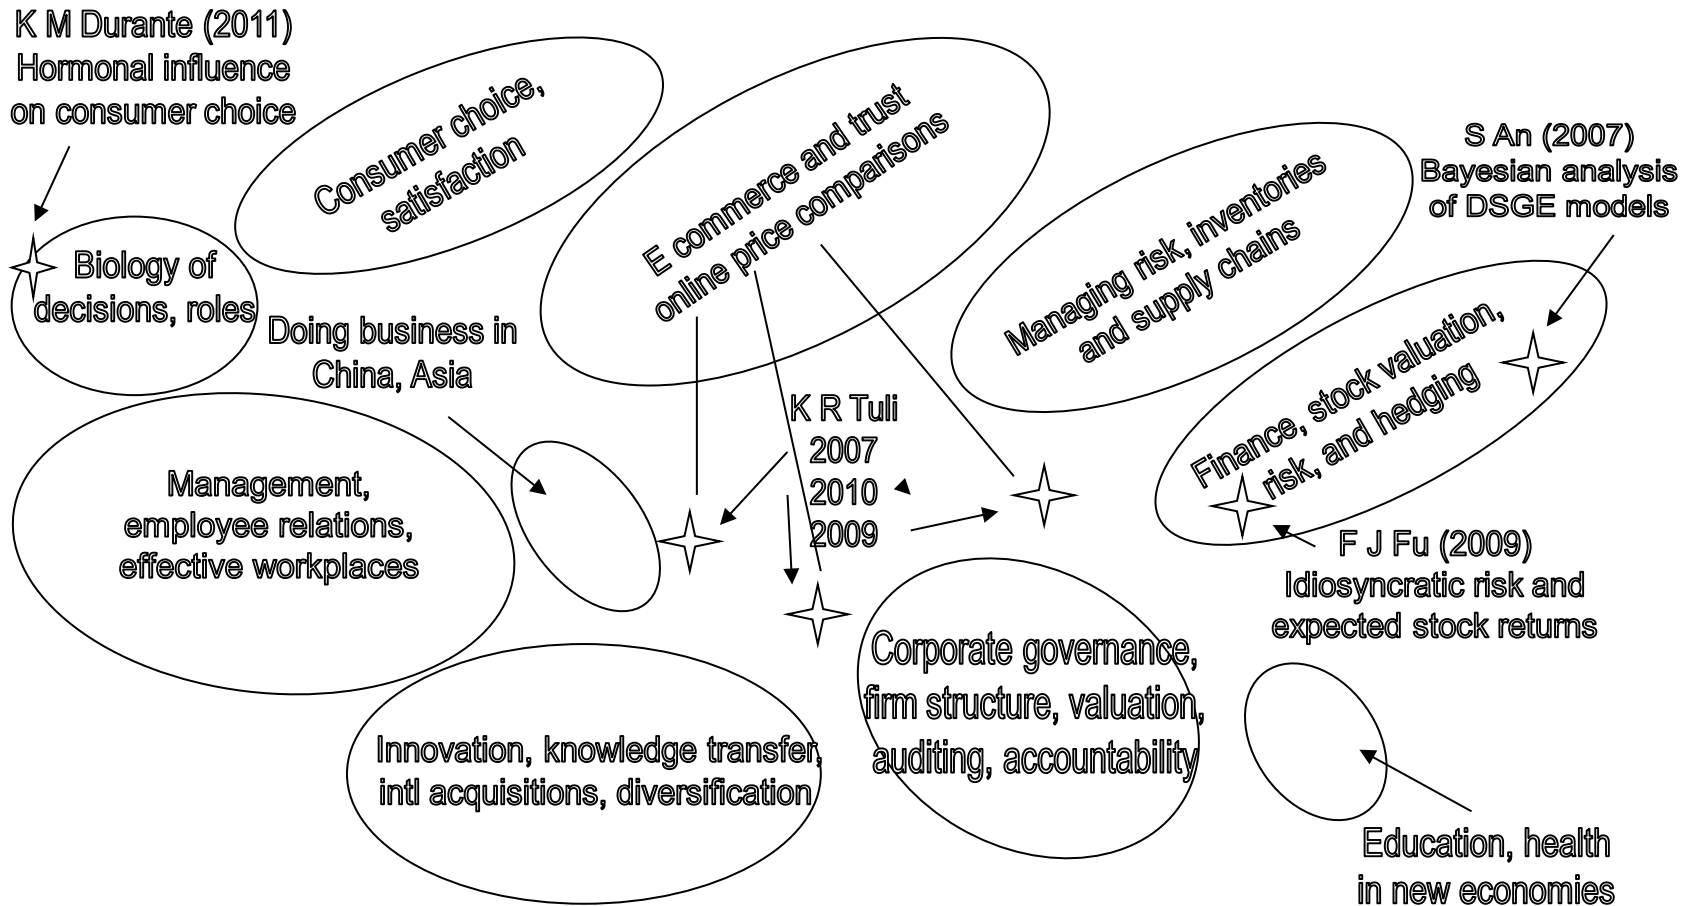 K M Durante (2011)
Hormonal influence
on consumer choice
Consumer choice,
satisfaction
E commerce and trust
online price comparisons
S An (2007)
Bayesian analysis
of DSGE models
Managing risk, inventories
and supply chains
Biology of
decisions, roles
Doing business in
China, Asia
Finance, stock valuation,
risk, and hedging
K R Tuli
2007
2010
2009
Management,
employee relations,
effective workplaces
F J Fu (2009)
Idiosyncratic risk and
expected stock returns
Corporate governance,
firm structure, valuation,
auditing, accountability
Innovation, knowledge transfer,
intl acquisitions, diversification
Education, health
in new economies